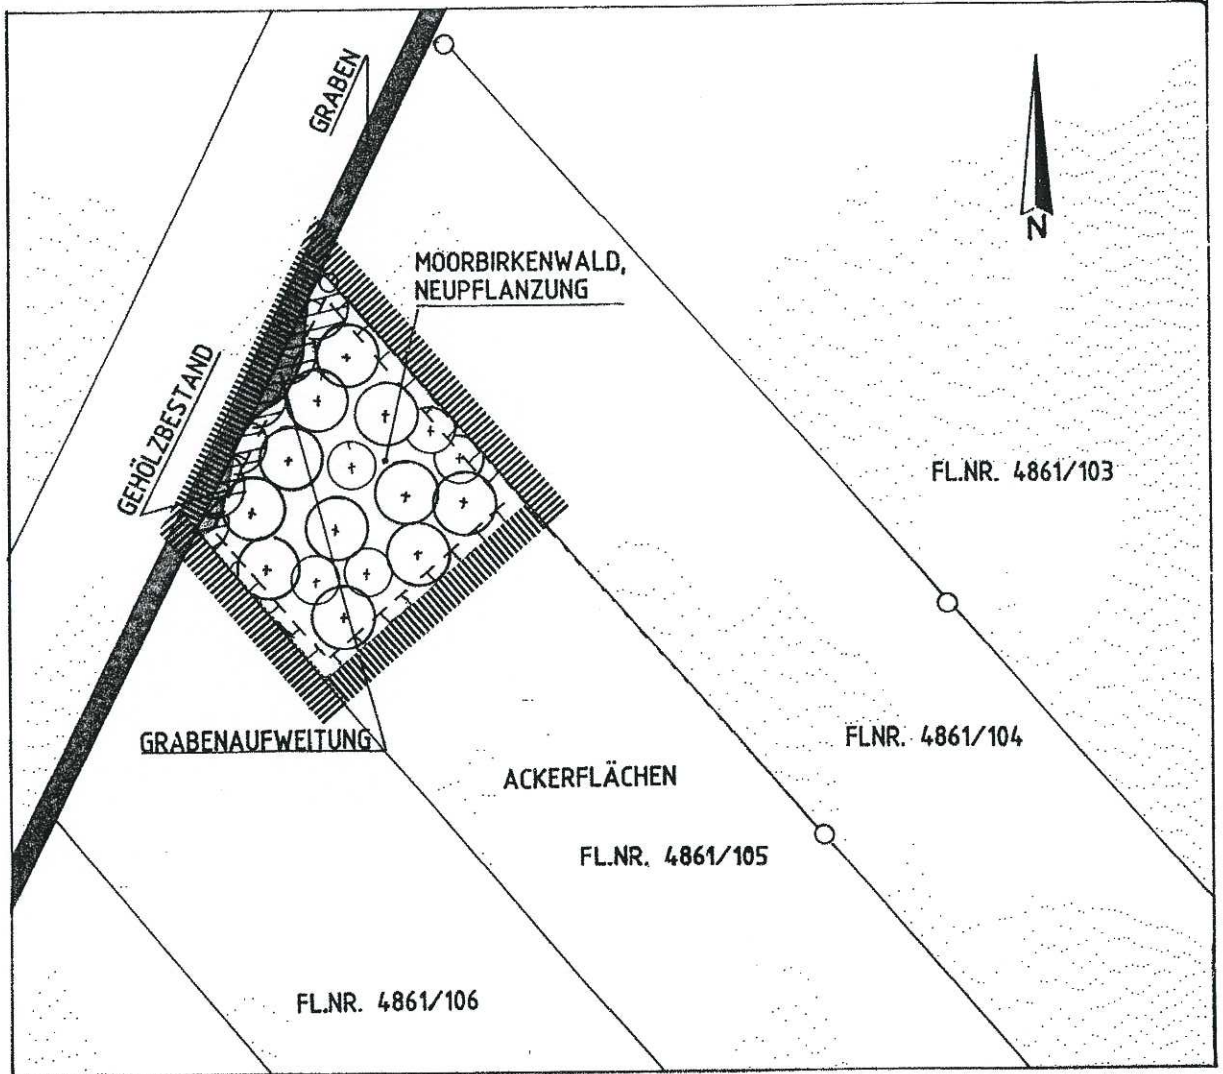 GRABEN
N
MOORBIRKENWALD,
NEUPFLANZUNG
GEHÖLZBESTAND
FL.NR. 4861/103
GRABENAUFWEITUNG
FLNR. 4861/104
ACKERFLÄCHEN
FL.NR. 4861/105
FL.NR. 4861/106